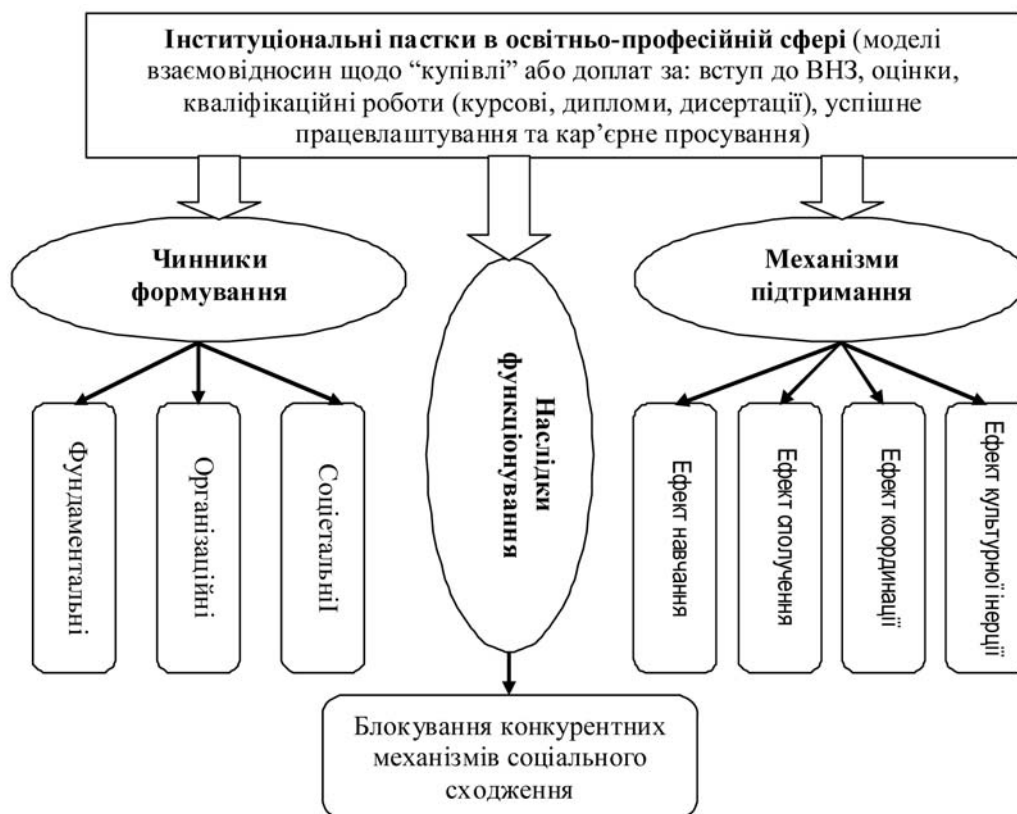 Інституціональні пастки в освітньо-професійній сфері (моделі
взаємовідносин щодо “купівлі” або доплат за: вступ до ВНЗ, оцінки,
кваліфікаційні роботи (курсові, дипломи, дисертації), успішне
працевлаштування та кар’єрне просування)
Чинники
формування
Фундаментальні
Організаційні
СоцієтальніІ
Наслідки
функціонування
Блокування конкурентних
механізмів соціального
сходження
Механізми
підтримання
Ефект навчання
Ефект сполучення
Ефект координації
Ефект культурної інерції